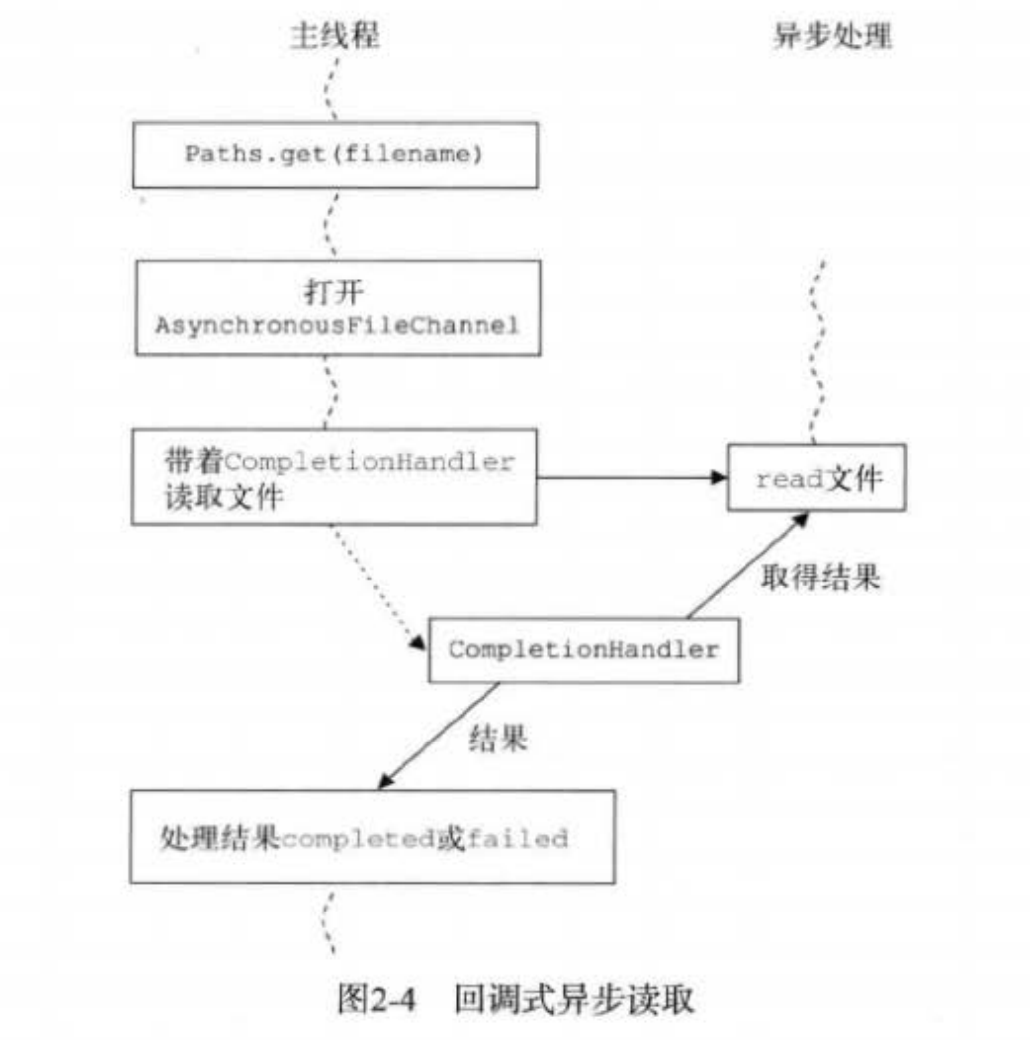 主线程
异步处理
Paths.get(filename)
打开
AsynchronousFileChannel
带着CompletionHandler
读取文件
read文件
取得结果
CompletionHandler
结果
处理结果completed或failed
图2-4 回调式异步读取